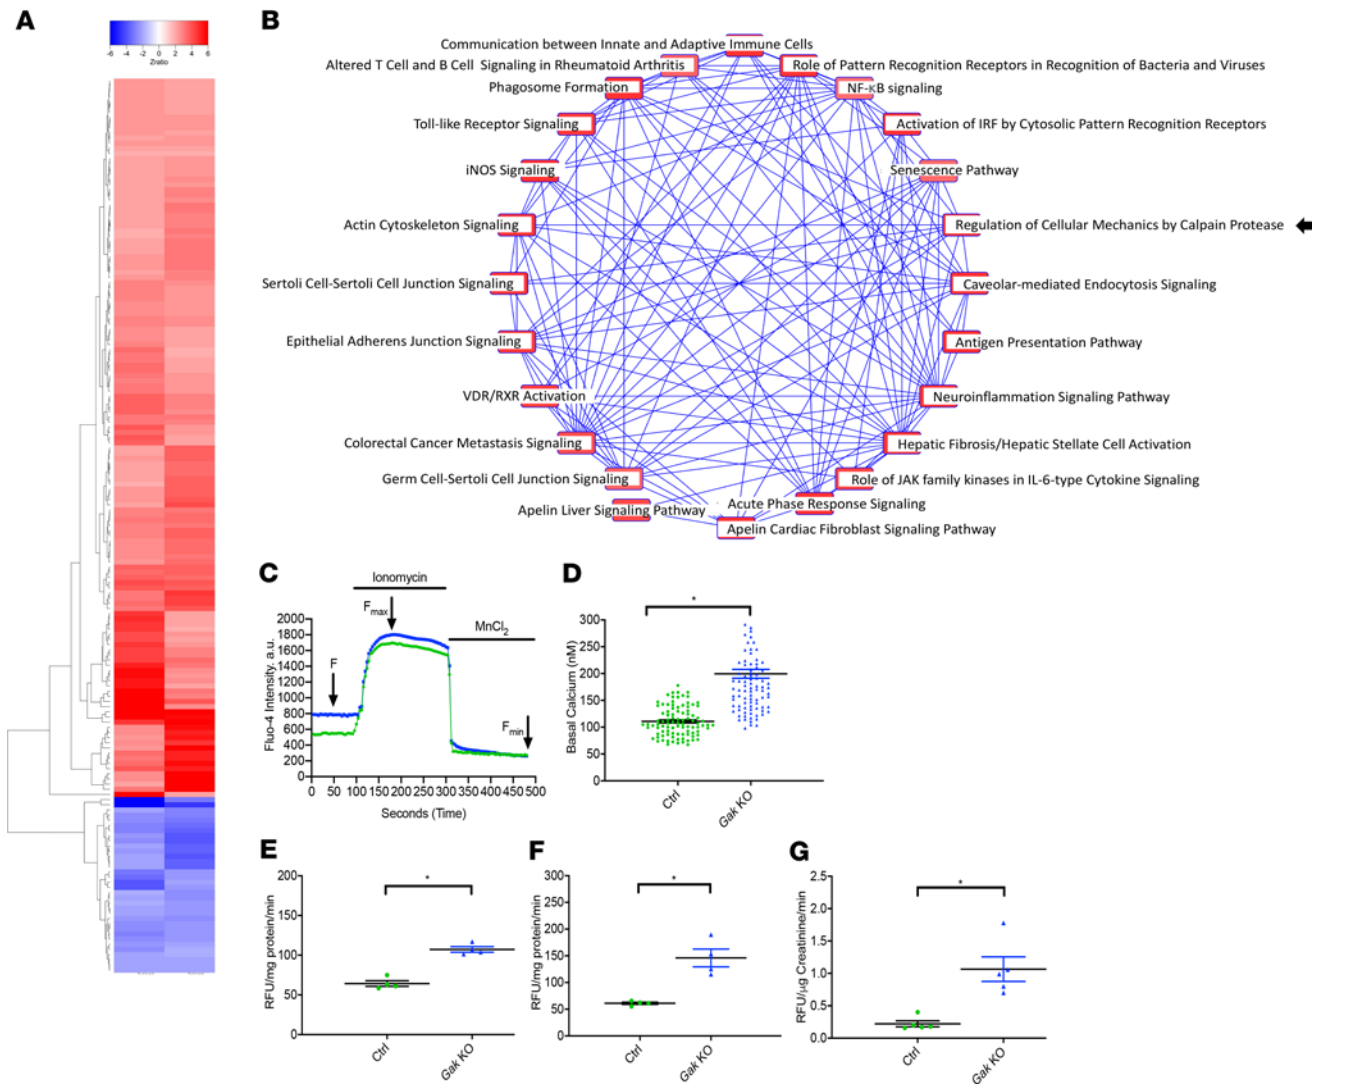 A
-6 -4 -2 0 2 4 6
Zratio
B
Communication between Innate and Adaptive Immune Cells
Altered T Cell and B Cell Signaling in Rheumatoid Arthritis
Role of Pattern Recognition Receptors in Recognition of Bacteria and Viruses
Phagosome Formation
NF-κB signaling
Toll-like Receptor Signaling
Activation of IRF by Cytosolic Pattern Recognition Receptors
iNOS Signaling
Senescence Pathway
Actin Cytoskeleton Signaling
Regulation of Cellular Mechanics by Calpain Protease
Sertoli Cell-Sertoli Cell Junction Signaling
Caveolar-mediated Endocytosis Signaling
Epithelial Adherens Junction Signaling
Antigen Presentation Pathway
VDR/RXR Activation
Neuroinflammation Signaling Pathway
Colorectal Cancer Metastasis Signaling
Hepatic Fibrosis/Hepatic Stellate Cell Activation
Germ Cell-Sertoli Cell Junction Signaling
Role of JAK family kinases in IL-6-type Cytokine Signaling
Apelin Liver Signaling Pathway
Acute Phase Response Signaling
Apelin Cardiac Fibroblast Signaling Pathway
C
Ionomycin
Fmax
MnCl2
F
Fmin
Fluo-4 Intensity. a.u.
2000
1800
1600
1400
1200
1000
800
600
400
200
0
0 50 100 150 200 250 300 350 400 450 500
Seconds (Time)
D
*
Basal Calcium (nM)
300
250
200
150
100
50
0
Ctrl
Gak KO
E
*
RFU/mg protein/min
200
150
100
50
0
Ctrl
Gak KO
F
*
RFU/mg protein/min
300
250
200
150
100
50
0
Ctrl
Gak KO
G
*
RFU/µg Creatinine/min
2.5
2.0
1.5
1.0
0.5
0.0
Ctrl
Gak KO